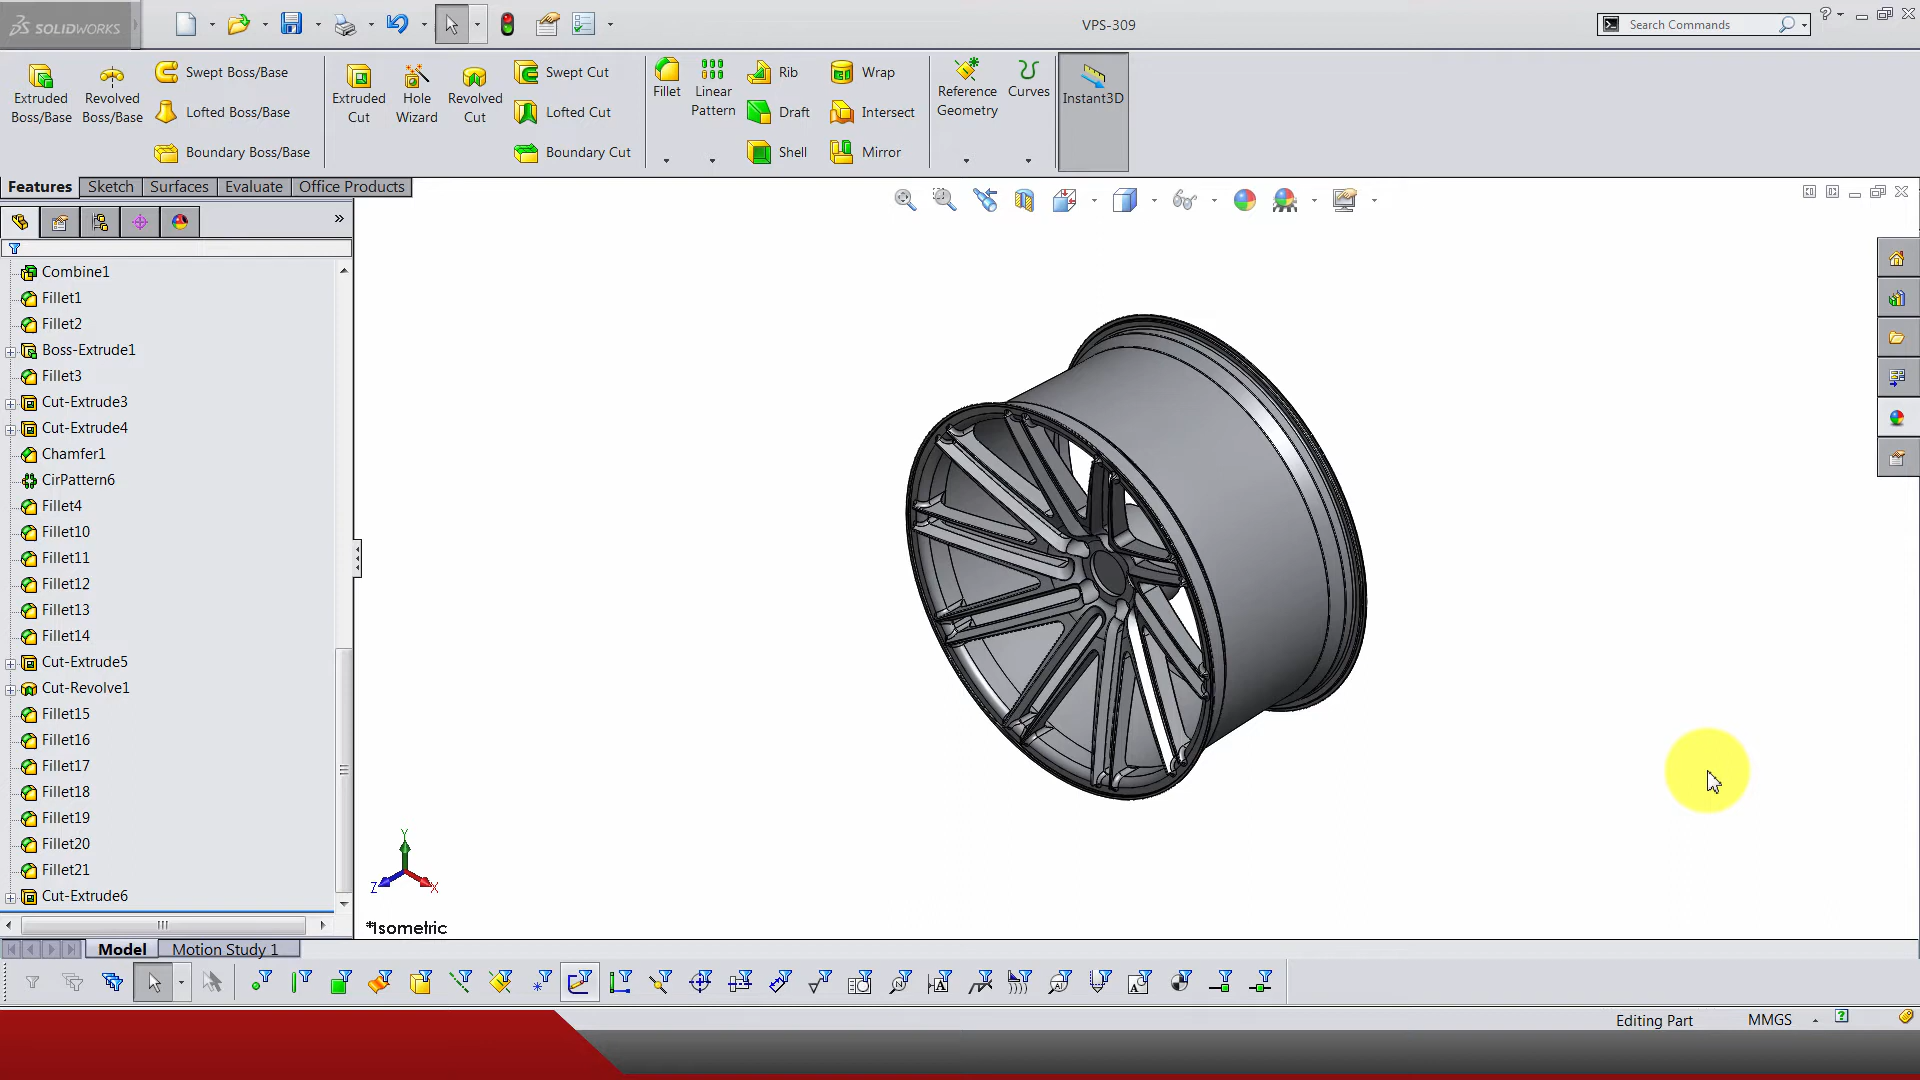 SOLIDWORKS
VPS-309
Search Commands
?
Extruded
Boss/Base
Revolved
Boss/Base
Swept Boss/Base
Lofted Boss/Base
Boundary Boss/Base
Extruded
Cut
Hole
Wizard
Revolved
Cut
Swept Cut
Lofted Cut
Boundary Cut
Fillet
Linear
Pattern
Rib
Draft
Shell
Wrap
Intersect
Mirror
Reference
Geometry
Curves
Instant3D
Features
Sketch
Surfaces
Evaluate
Office Products
»
Combine1
Fillet1
Fillet2
Boss-Extrude1
Fillet3
Cut-Extrude3
Cut-Extrude4
Chamfer1
CirPattern6
Fillet4
Fillet10
Fillet11
Fillet12
Fillet13
Fillet14
Cut-Extrude5
Cut-Revolve1
Fillet15
Fillet16
Fillet17
Fillet18
Fillet19
Fillet20
Fillet21
Cut-Extrude6
Y
Z
X
*Isometric
Model
Motion Study 1
Editing Part
MMGS
?